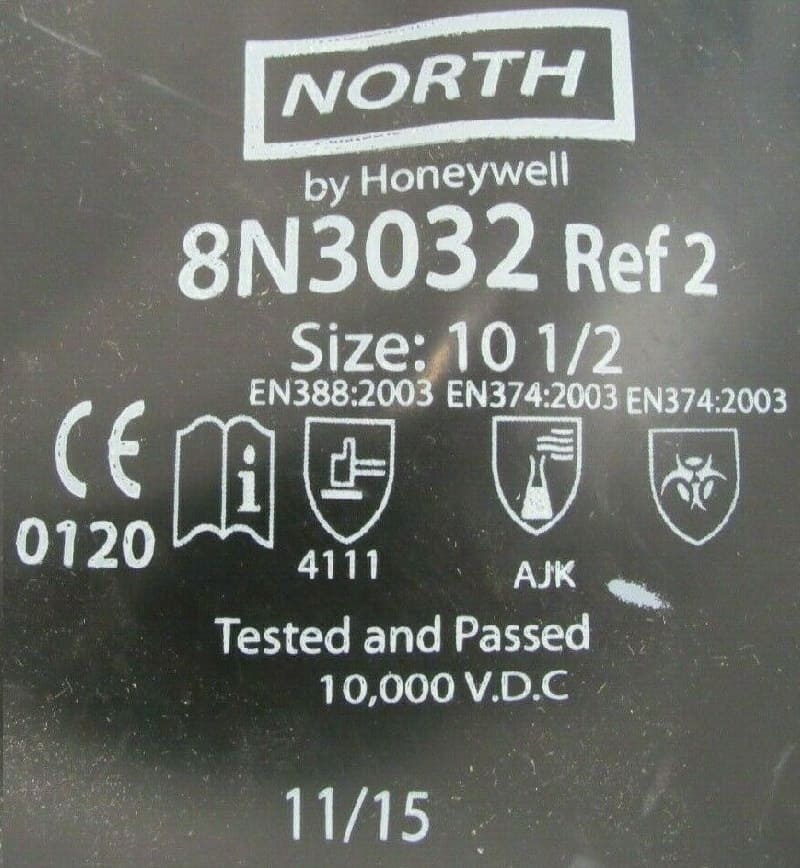 NORTH
by Honeywell
8N3032 Ref 2
Size: 10 1/2
EN388:2003 EN374:2003 EN374:2003
CE
i
0120
4111
AJK
Tested and Passed
10,000 V.D.C
11/15